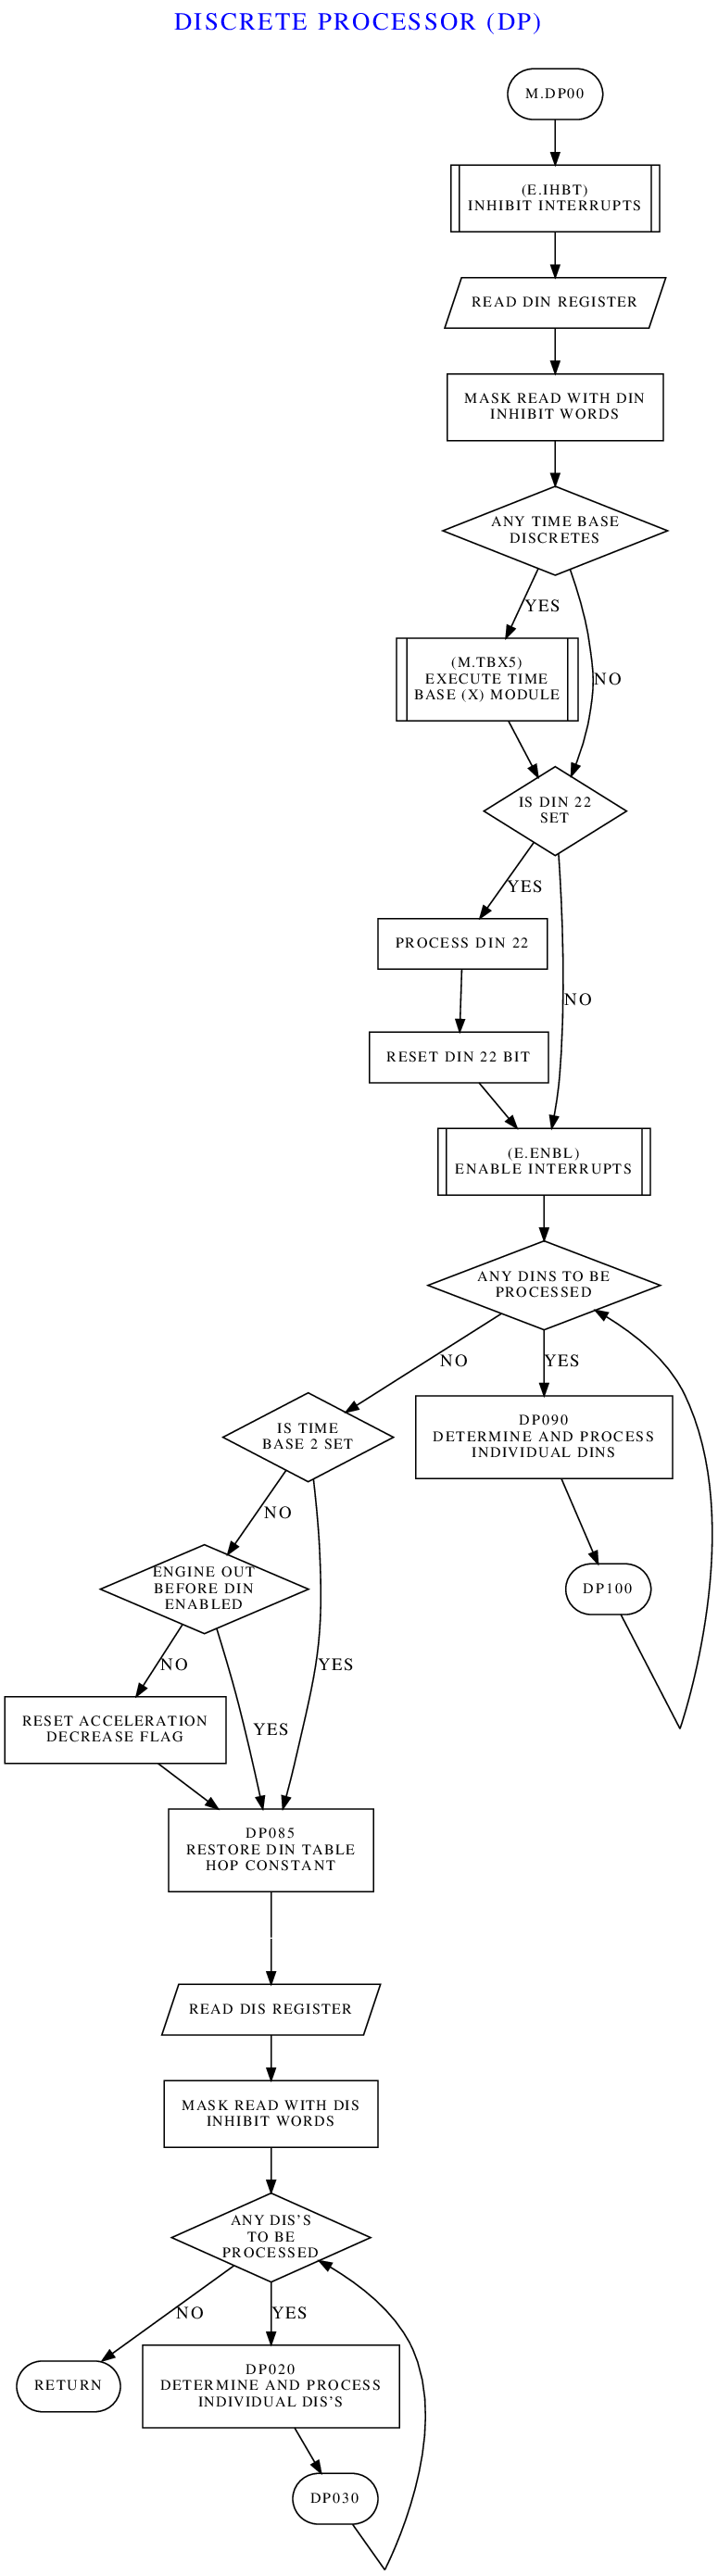 DISCRETE PROCESSOR (DP)
M.DP00
(E.IHBT)
INHIBIT INTERRUPTS
READ DIN REGISTER
MASK READ WITH DIN
INHIBIT WORDS
ANY TIME BASE
DISCRETES
YES
(M.TBX5)
EXECUTE TIME
BASE (X) MODULE
NO
IS DIN 22
SET
YES
PROCESS DIN 22
NO
RESET DIN 22 BIT
(E.ENBL)
ENABLE INTERRUPTS
ANY DINS TO BE
PROCESSED
NO
YES
IS TIME
BASE 2 SET
DP090
DETERMINE AND PROCESS
INDIVIDUAL DINS
NO
ENGINE OUT
BEFORE DIN
ENABLED
DP100
NO
YES
RESET ACCELERATION
DECREASE FLAG
YES
DP085
RESTORE DIN TABLE
HOP CONSTANT
READ DIS REGISTER
MASK READ WITH DIS
INHIBIT WORDS
ANY DIS'S
TO BE
PROCESSED
NO
YES
RETURN
DP020
DETERMINE AND PROCESS
INDIVIDUAL DIS'S
DP030